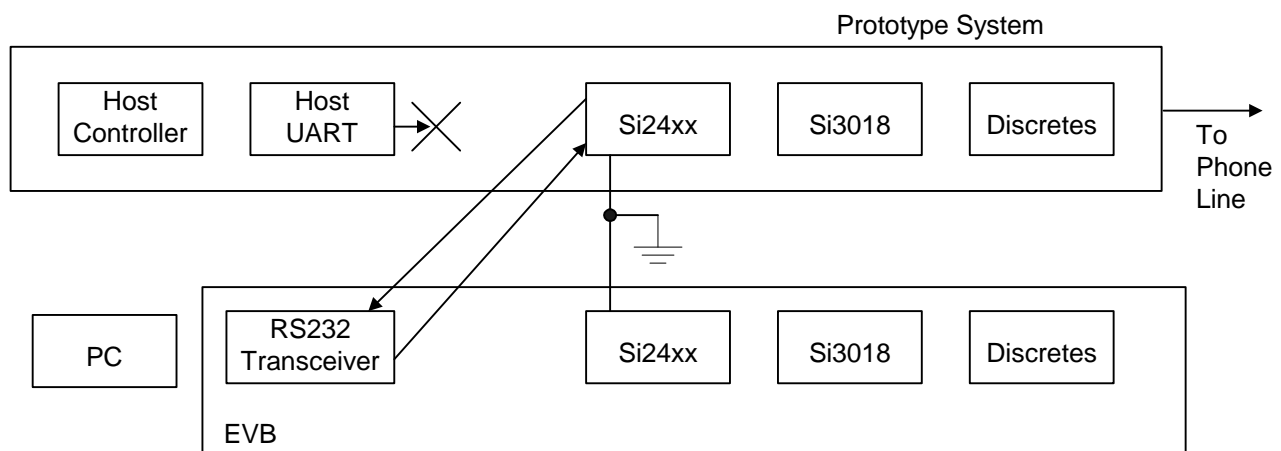 Prototype System
Host
Controller
Host
UART
Si24xx
Si3018
Discretes
To
Phone
Line
PC
RS232
Transceiver
Si24xx
Si3018
Discretes
EVB